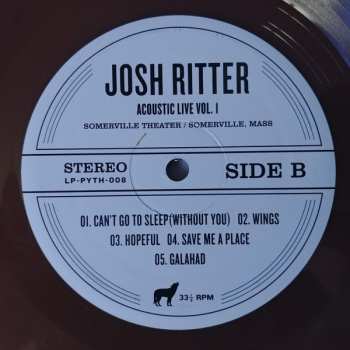 JOSH RITTER
ACOUSTIC LIVE VOL. I
SOMERVILLE THEATER / SOMERVILLE, MASS
STEREO SIDE B
LP-PYTH-008
01. CAN'T GO TO SLEEP(WITHOUT YOU) 02. WINGS
03. HOPEFUL 04. SAVE ME A PLACE
05. GALAHAD
33⅓ RPM